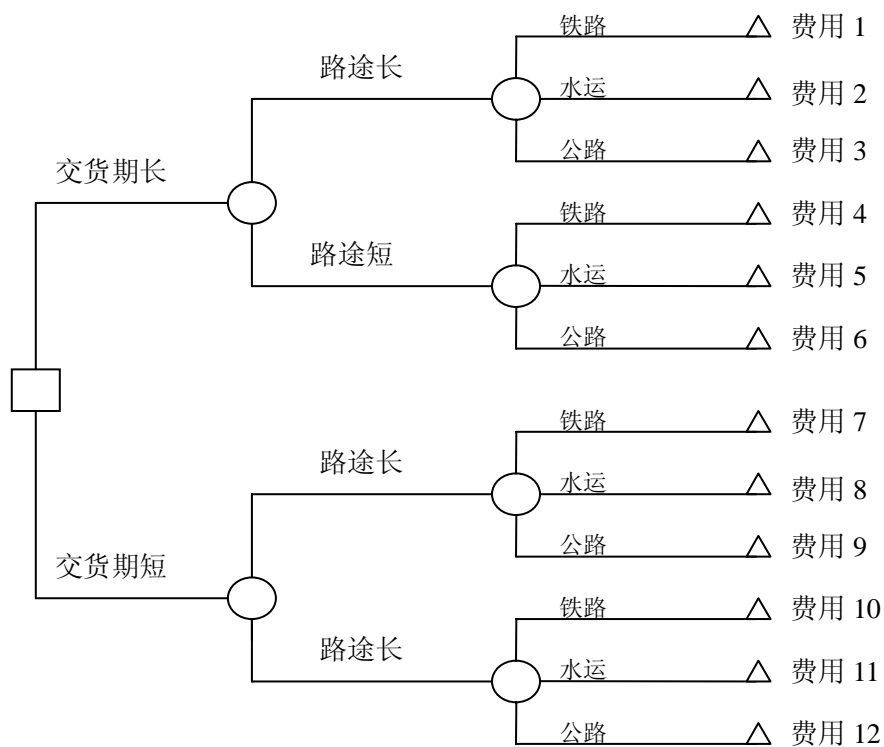 铁路 费用 1
路途长
水运 费用 2
公路 费用 3
交货期长
铁路 费用 4
路途短
水运 费用 5
公路 费用 6
铁路 费用 7
路途长
水运 费用 8
公路 费用 9
交货期短
铁路 费用 10
路途长
水运 费用 11
公路 费用 12